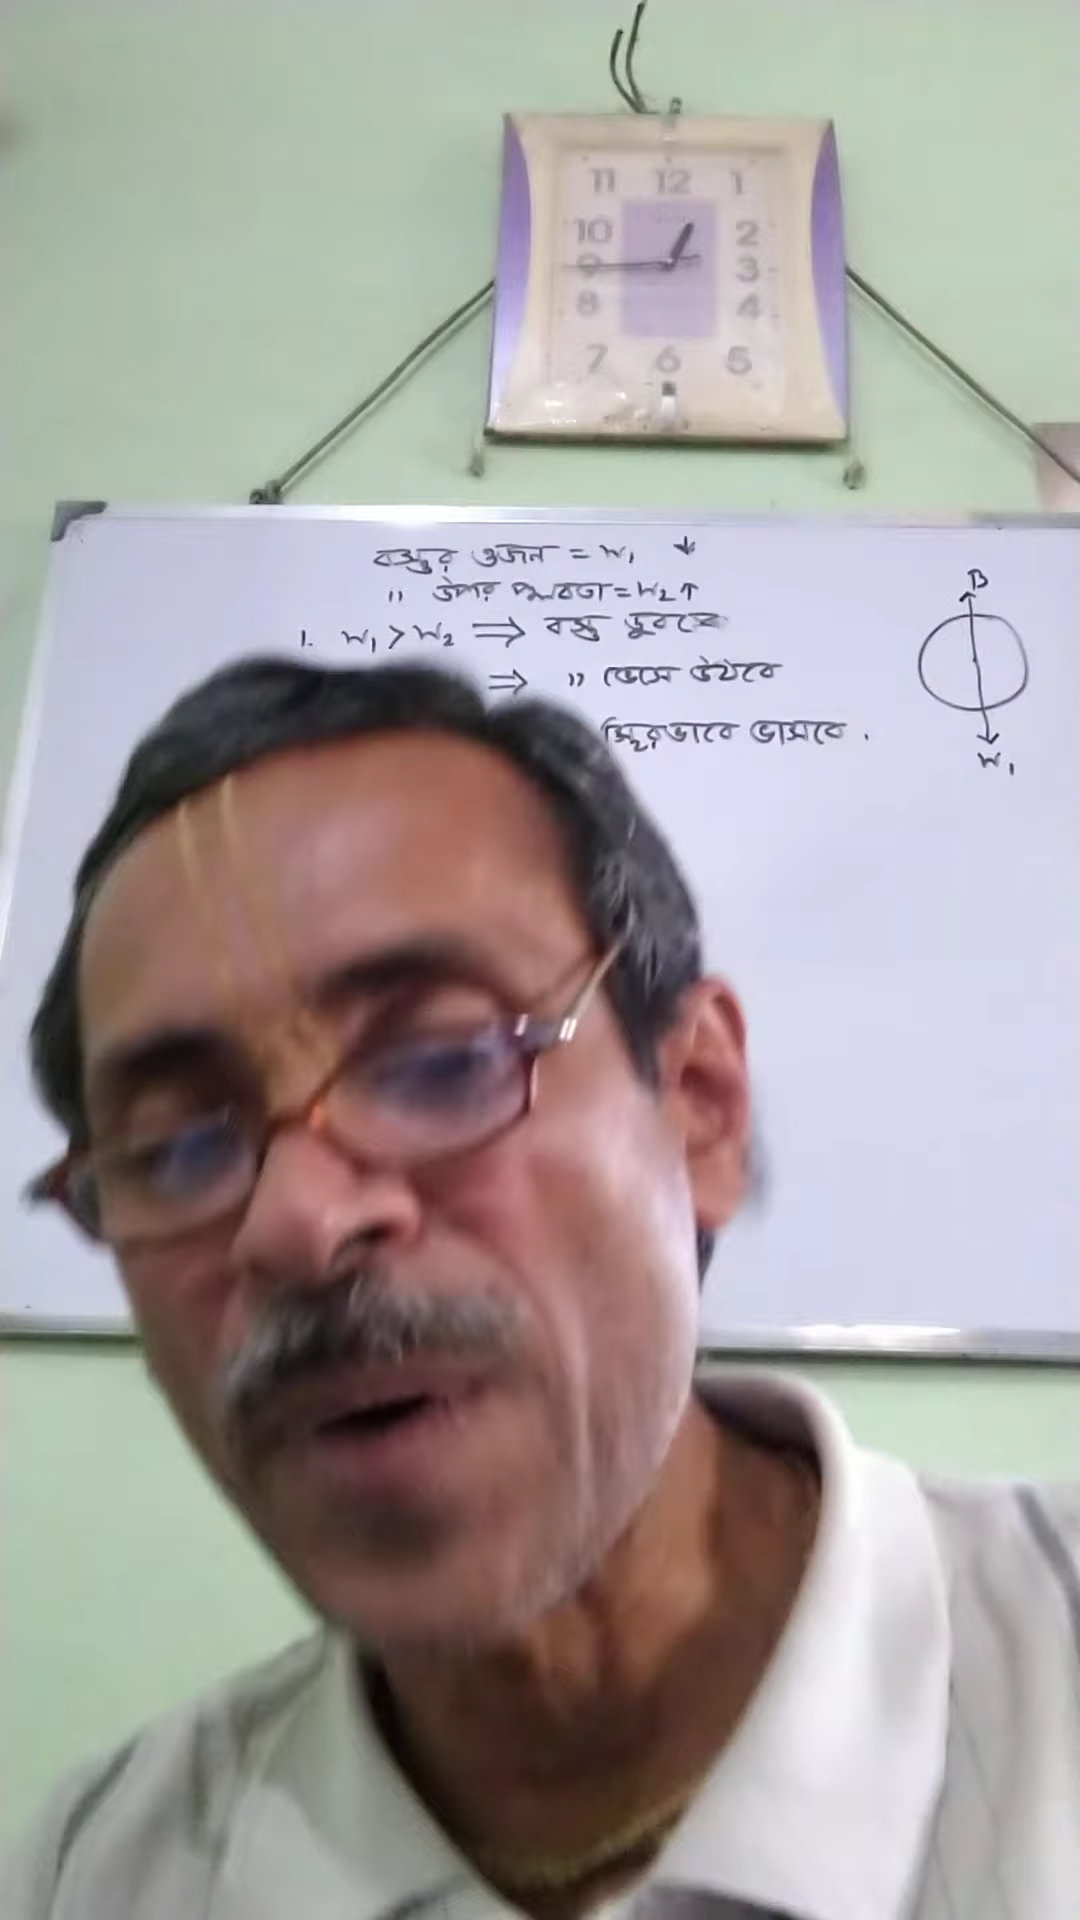 11 12 1
10 2
9 3
8 4
7 6 5
বস্তুর ওজন = W₁ ↓
" উপর প্লবতা = W₂ ↑
B
1. W₁ > W₂ ⇒ বস্তু ডুববে
⇒ " ভেসে উঠবে
স্থিরভাবে ভাসবে .
W₁